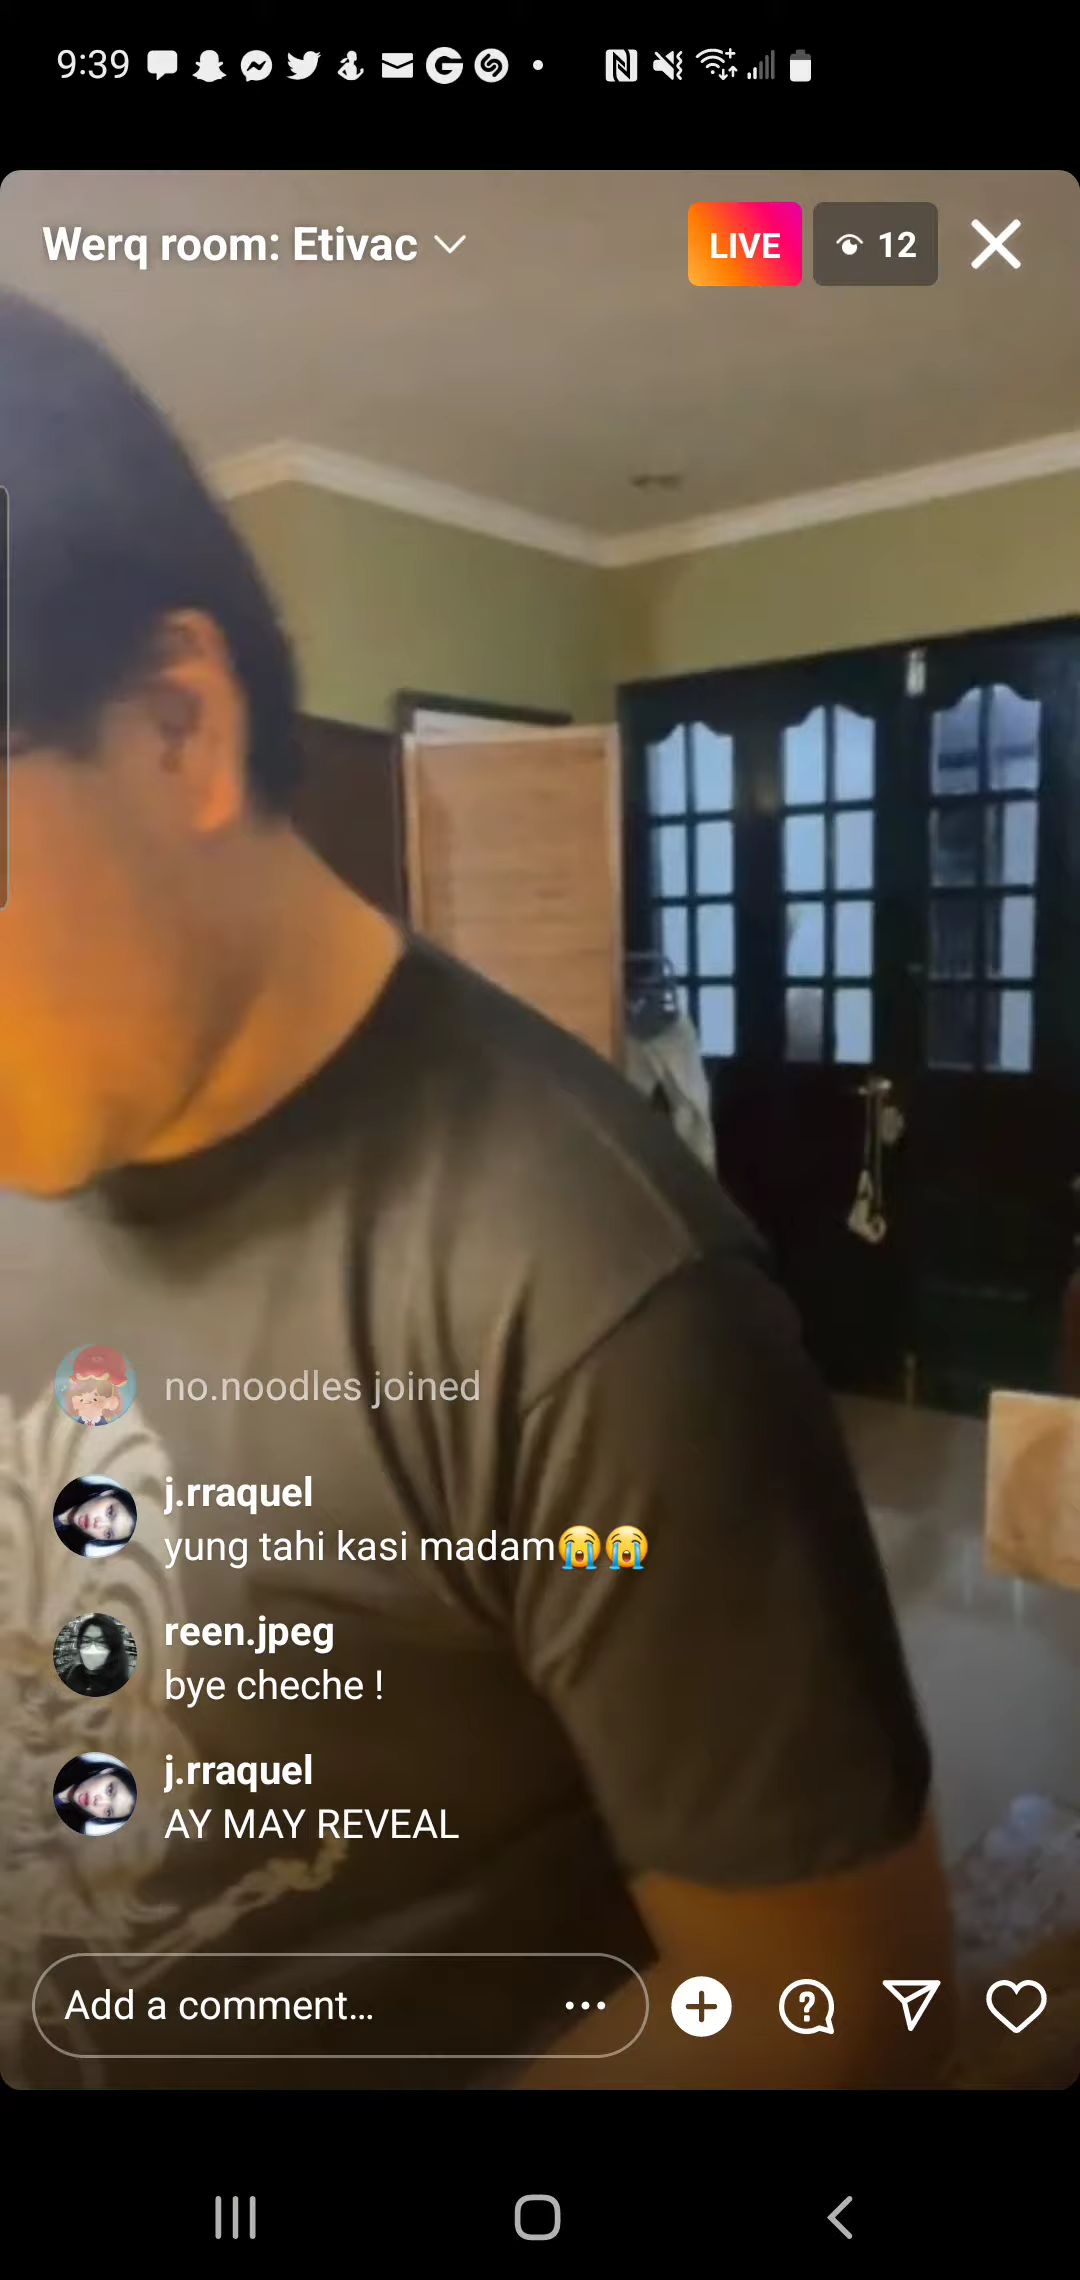 9:39
Werq room: Etivac
LIVE
12
no.noodles joined
j.rraquel
yung tahi kasi madam😭😭
reen.jpeg
bye cheche !
j.rraquel
AY MAY REVEAL
Add a comment...